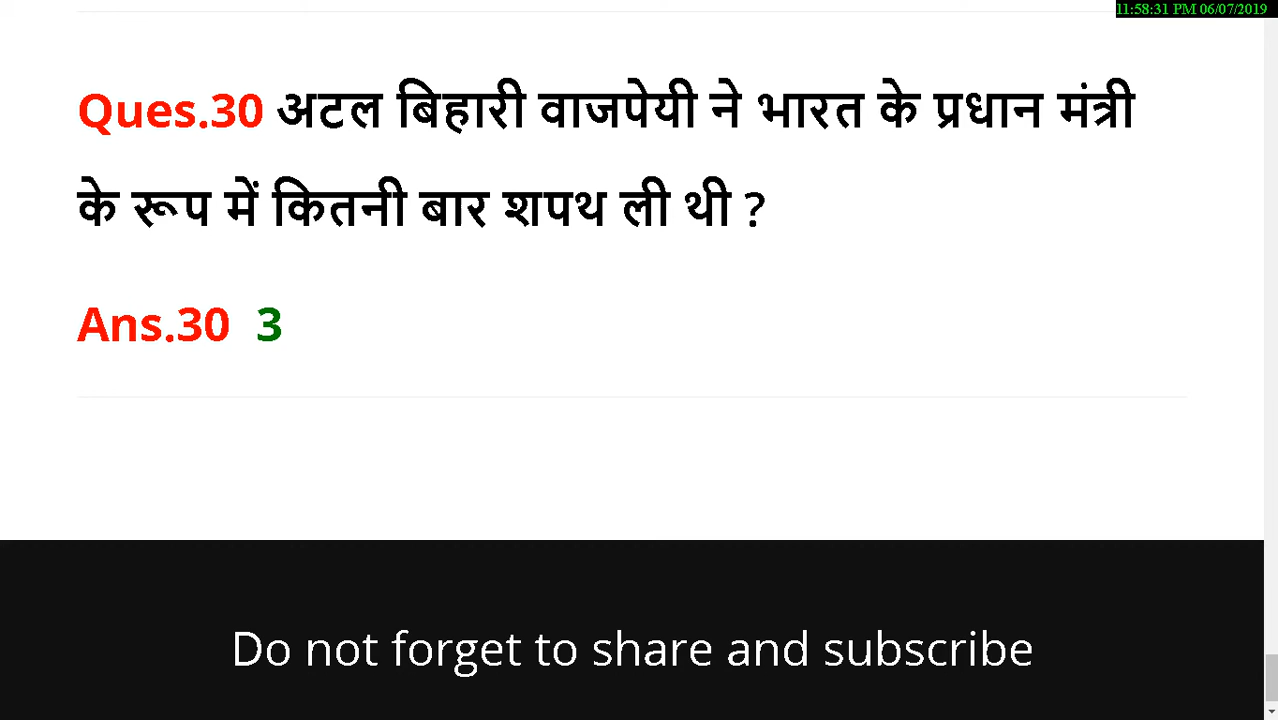 11:58:31 PM 06/07/2019
Ques.30 अटल बिहारी वाजपेयी ने भारत के प्रधान मंत्री
के रूप में कितनी बार शपथ ली थी ?
Ans.30 3
Do not forget to share and subscribe